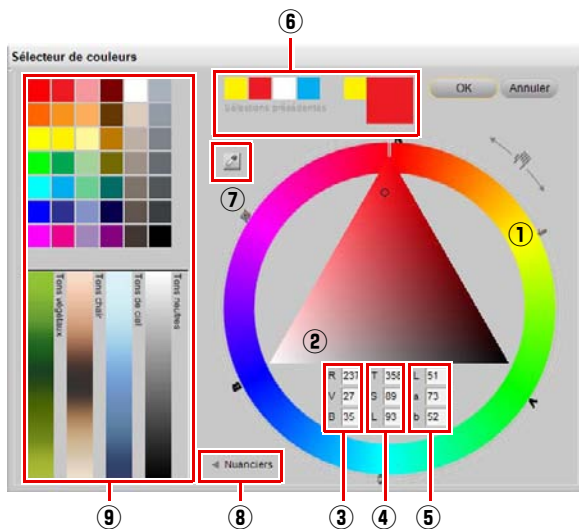 ⑥
Sélecteur de couleurs
Sélections précédentes
OK
Annuler
⑦
①
②
Tons végétaux
Tons chair
Tons de ciel
Tons neutres
R 237
V 27
B 35
T 358
S 89
L 93
L 51
a 73
b 52
Nuanciers
⑨
⑧
③
④
⑤